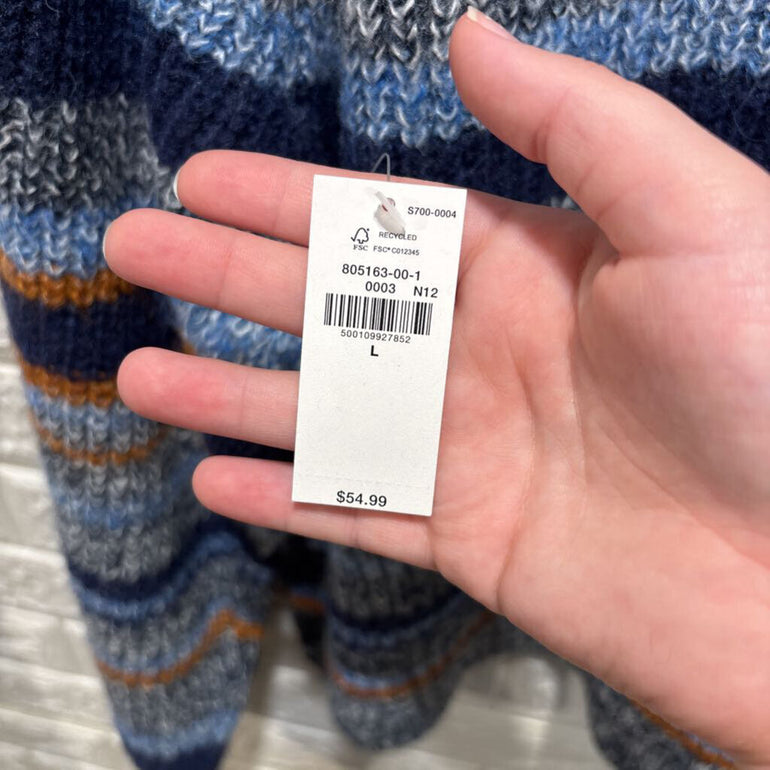 S700-0004
RECYCLED
FSC FSC® C012345
805163-00-1
0003 N12
500109927852
L
$54.99